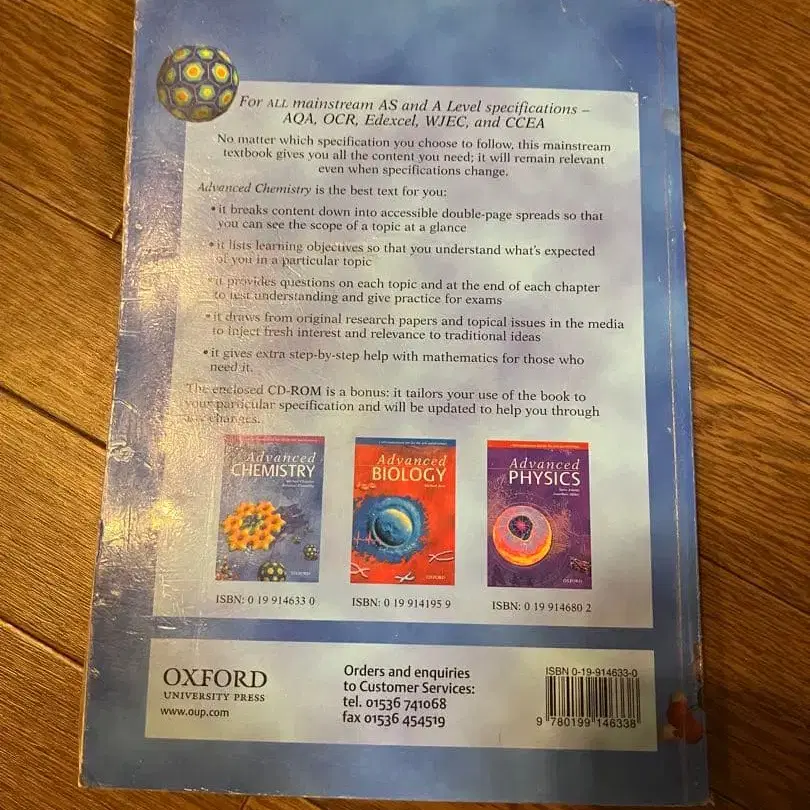 For ALL mainstream AS and A Level specifications –
AQA, OCR, Edexcel, WJEC, and CCEA
No matter which specification you choose to follow, this mainstream
textbook gives you all the content you need; it will remain relevant
even when specifications change.
Advanced Chemistry is the best text for you:
• it breaks content down into accessible double-page spreads so that
you can see the scope of a topic at a glance
• it lists learning objectives so that you understand what's expected
of you in a particular topic
• it provides questions on each topic and at the end of each chapter
to test understanding and give practice for exams
• it draws from original research papers and topical issues in the media
to inject fresh interest and relevance to traditional ideas
• it gives extra step-by-step help with mathematics for those who
need it.
The enclosed CD-ROM is a bonus: it tailors your use of the book to
your particular specification and will be updated to help you through
changes.
Advanced
CHEMISTRY
OXFORD
ISBN: 0 19 914633 0
Advanced
BIOLOGY
OXFORD
ISBN: 0 19 914195 9
Advanced
PHYSICS
OXFORD
ISBN: 0 19 914680 2
OXFORD
UNIVERSITY PRESS
www.oup.com
Orders and enquiries
to Customer Services:
tel. 01536 741068
fax 01536 454519
ISBN 0-19-914633-0
9 780199 146338